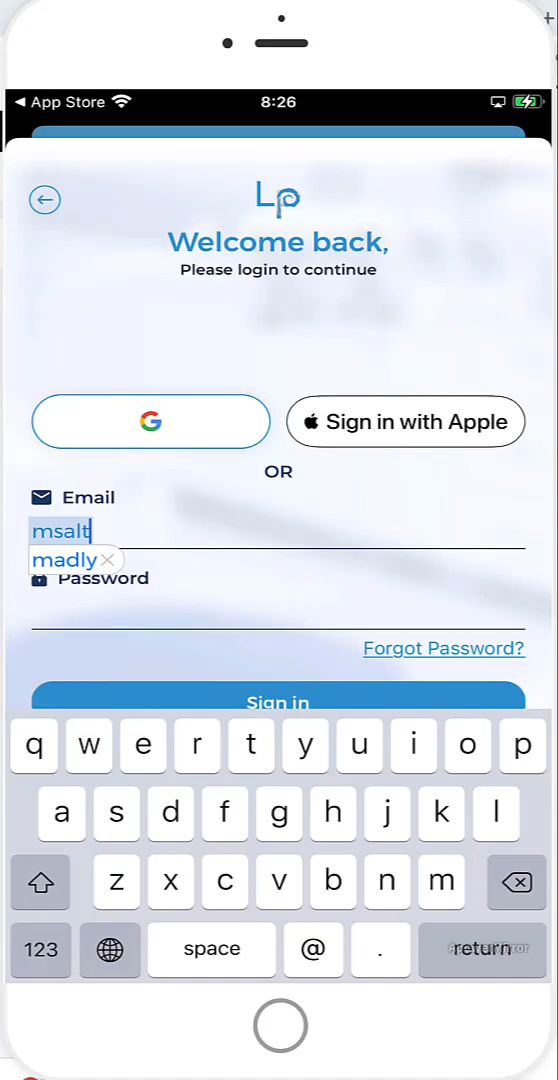 App Store
8:26
Lp
Welcome back,
Please login to continue
Sign in with Apple
OR
Email
msalt
madly
Password
Forgot Password?
Sign in
q w e r t y u i o p
a s d f g h j k l
z x c v b n m
123 space @ . return